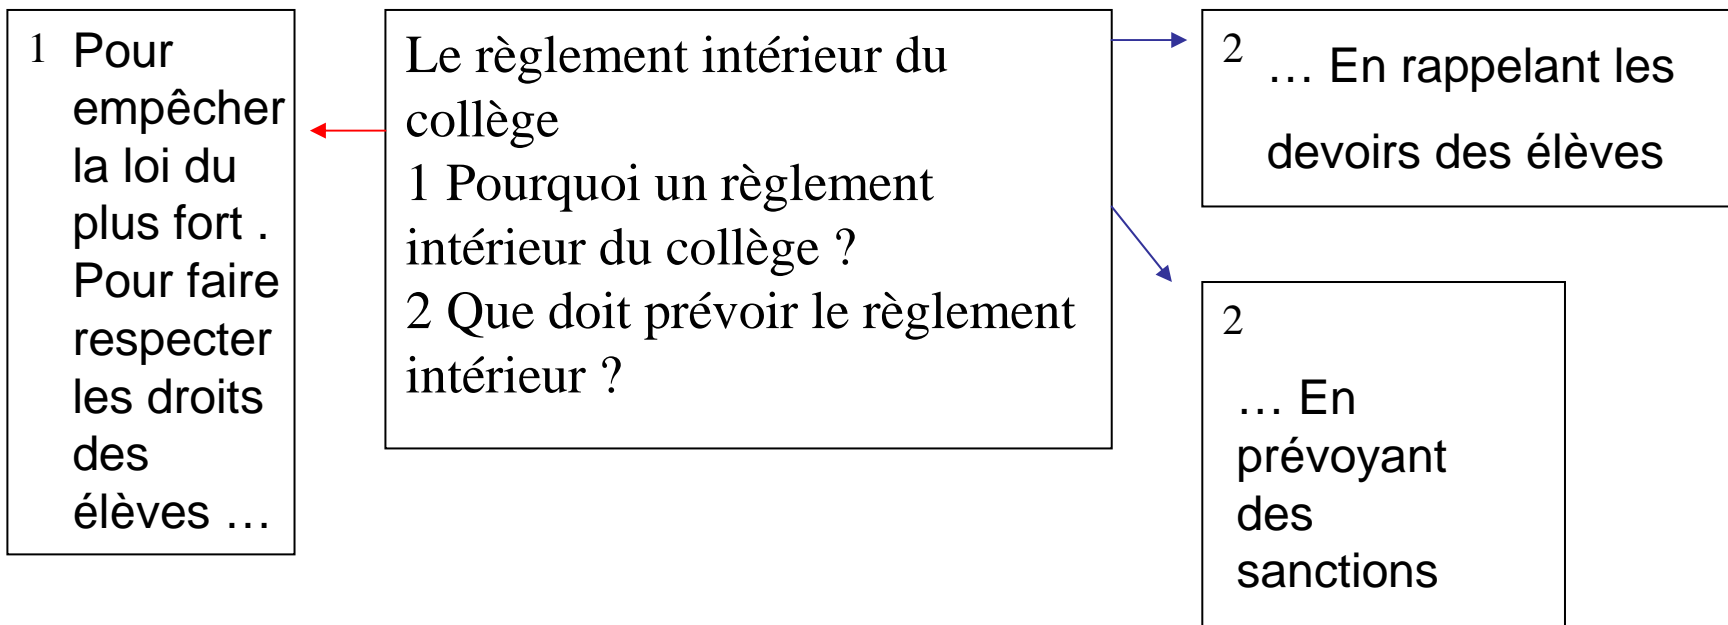 1 Pour
empêcher
la loi du
plus fort .
Pour faire
respecter
les droits
des
élèves …
Le règlement intérieur du
collège
1 Pourquoi un règlement
intérieur du collège ?
2 Que doit prévoir le règlement
intérieur ?
2 … En rappelant les
devoirs des élèves
2
… En
prévoyant
des
sanctions